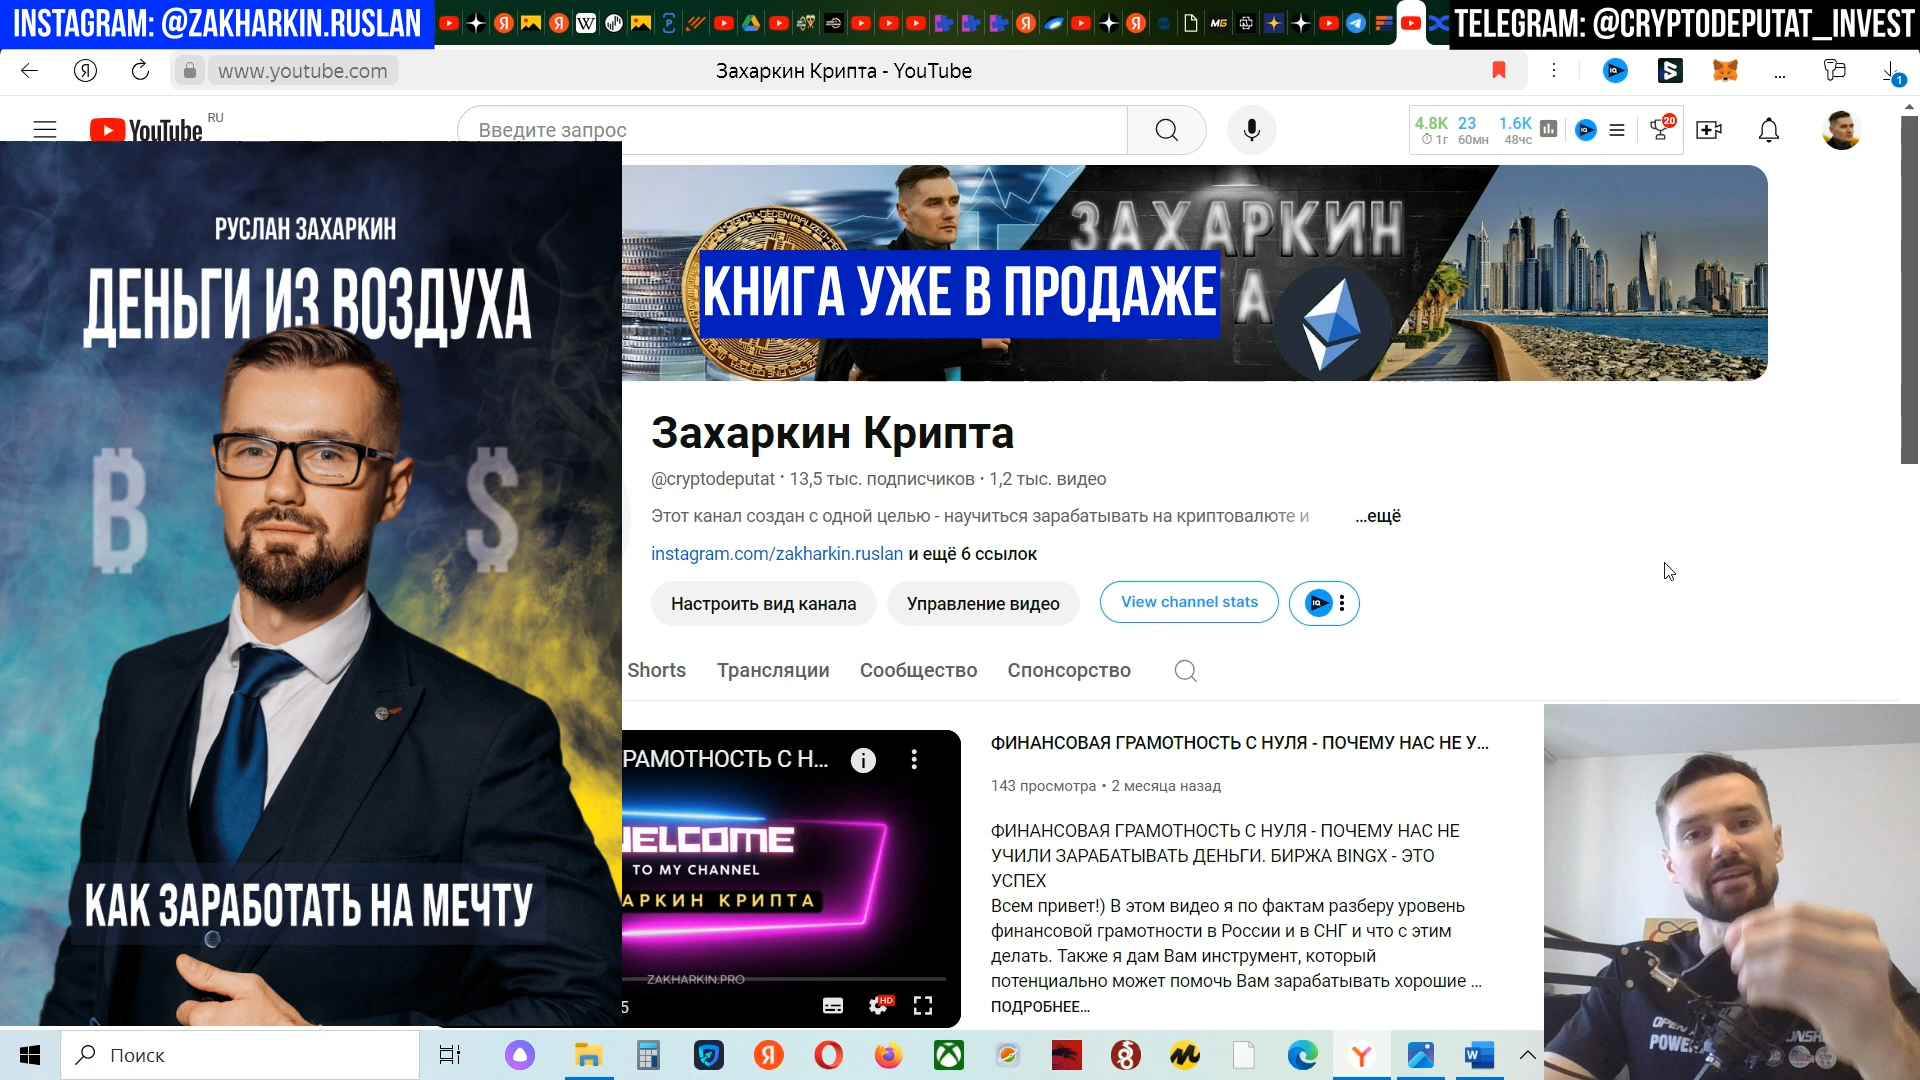 INSTAGRAM: @ZAKHARKIN.RUSLAN
TELEGRAM: @CRYPTODEPUTAT_INVEST
www.youtube.com
Захаркин Крипта - YouTube
1
YouTube
RU
Введите запрос
4.8K 23 1.6K
1г 60мн 48чс
20
РУСЛАН ЗАХАРКИН
ДЕНЬГИ ИЗ ВОЗДУХА
КАК ЗАРАБОТАТЬ НА МЕЧТУ
ЗАХАРКИН
КНИГА УЖЕ В ПРОДАЖЕ
Захаркин Крипта
@cryptodeputat • 13,5 тыс. подписчиков • 1,2 тыс. видео
Этот канал создан с одной целью - научиться зарабатывать на криптовалюте и ...ещё
instagram.com/zakharkin.ruslan и ещё 6 ссылок
Настроить вид канала
Управление видео
View channel stats
Shorts
Трансляции
Сообщество
Спонсорство
РАМОТНОСТЬ С Н...
WELCOME
TO MY CHANNEL
АРКИН КРИПТА
ZAKHARKIN.PRO
HD
ФИНАНСОВАЯ ГРАМОТНОСТЬ С НУЛЯ - ПОЧЕМУ НАС НЕ У...
143 просмотра • 2 месяца назад
ФИНАНСОВАЯ ГРАМОТНОСТЬ С НУЛЯ - ПОЧЕМУ НАС НЕ
УЧИЛИ ЗАРАБАТЫВАТЬ ДЕНЬГИ. БИРЖА BINGX - ЭТО
УСПЕХ
Всем привет!) В этом видео я по фактам разберу уровень
финансовой грамотности в России и в СНГ и что с этим
делать. Также я дам Вам инструмент, который
потенциально может помочь Вам зарабатывать хорошие ...
ПОДРОБНЕЕ...
Поиск